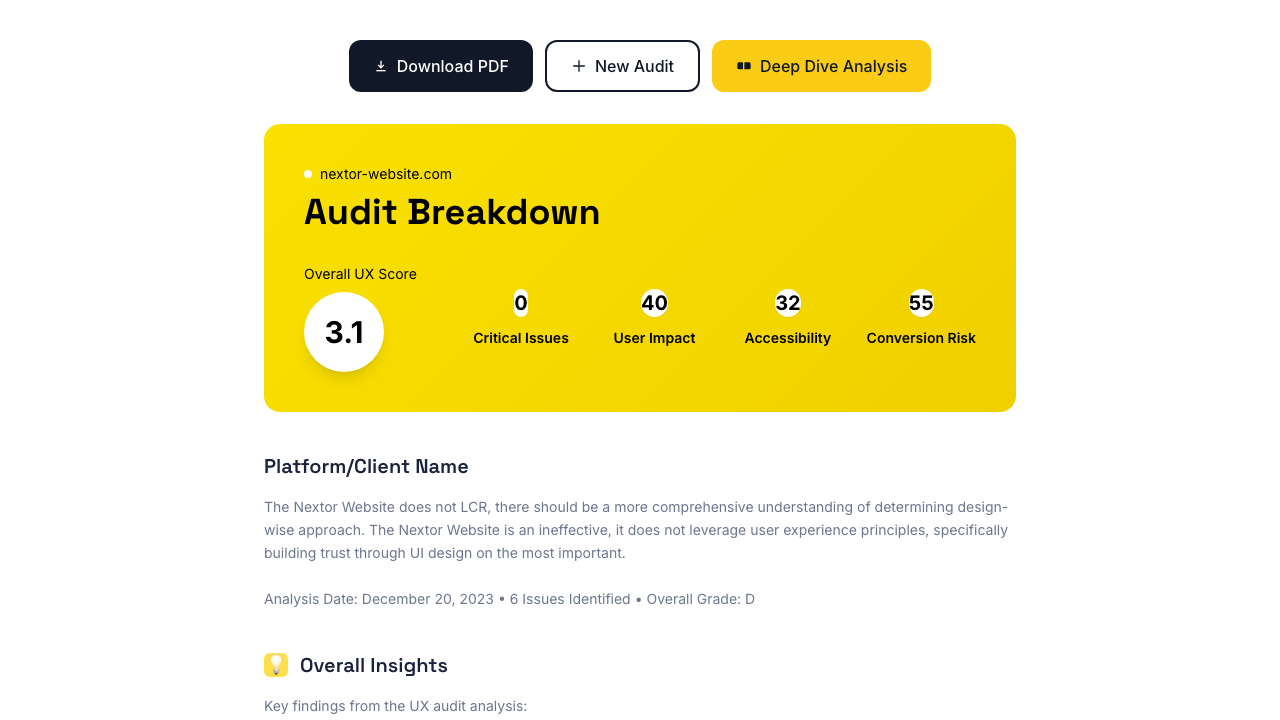 Download PDF
New Audit
Deep Dive Analysis
nextor-website.com
Audit Breakdown
Overall UX Score
3.1
0
Critical Issues
40
User Impact
32
Accessibility
55
Conversion Risk
Platform/Client Name
The Nextor Website does not LCR, there should be a more comprehensive understanding of determining design-
wise approach. The Nextor Website is an ineffective, it does not leverage user experience principles, specifically
building trust through UI design on the most important.
Analysis Date: December 20, 2023 • 6 Issues Identified • Overall Grade: D
Overall Insights
Key findings from the UX audit analysis: